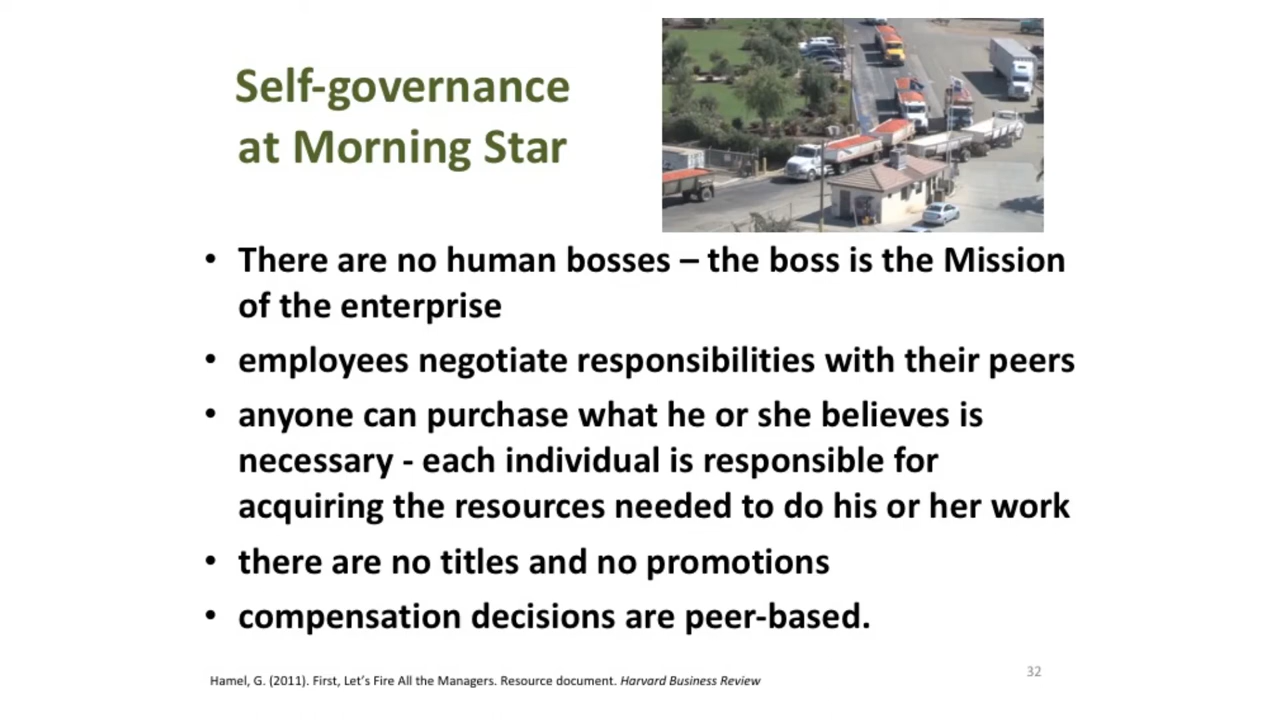 Self-governance
at Morning Star
• There are no human bosses – the boss is the Mission
of the enterprise
• employees negotiate responsibilities with their peers
• anyone can purchase what he or she believes is
necessary - each individual is responsible for
acquiring the resources needed to do his or her work
• there are no titles and no promotions
• compensation decisions are peer-based.
Hamel, G. (2011). First, Let’s Fire All the Managers. Resource document. Harvard Business Review
32